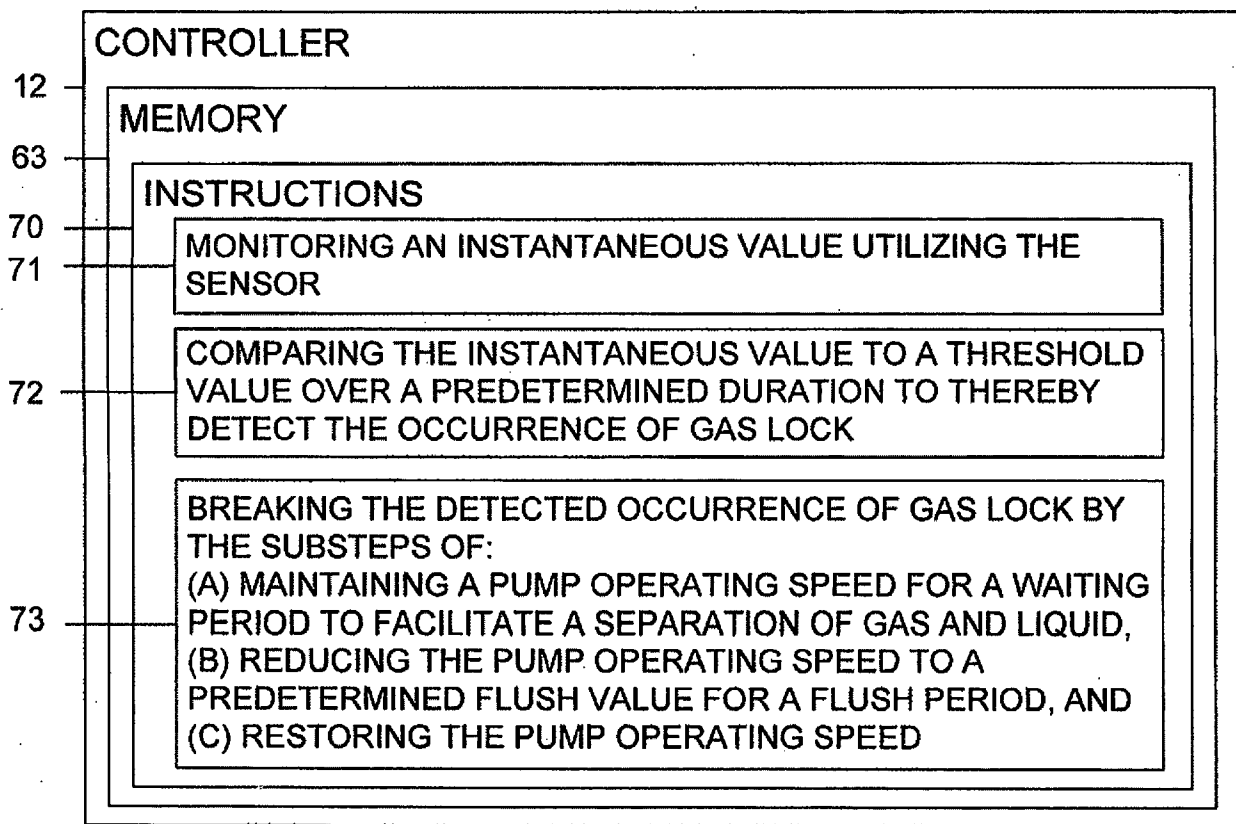 CONTROLLER
12
MEMORY
63
INSTRUCTIONS
70
MONITORING AN INSTANTANEOUS VALUE UTILIZING THE
71
SENSOR
COMPARING THE INSTANTANEOUS VALUE TO A THRESHOLD
72
VALUE OVER A PREDETERMINED DURATION TO THEREBY
DETECT THE OCCURRENCE OF GAS LOCK
BREAKING THE DETECTED OCCURRENCE OF GAS LOCK BY
THE SUBSTEPS OF:
(A) MAINTAINING A PUMP OPERATING SPEED FOR A WAITING
73
PERIOD TO FACILITATE A SEPARATION OF GAS AND LIQUID,
(B) REDUCING THE PUMP OPERATING SPEED TO A
PREDETERMINED FLUSH VALUE FOR A FLUSH PERIOD, AND
(C) RESTORING THE PUMP OPERATING SPEED